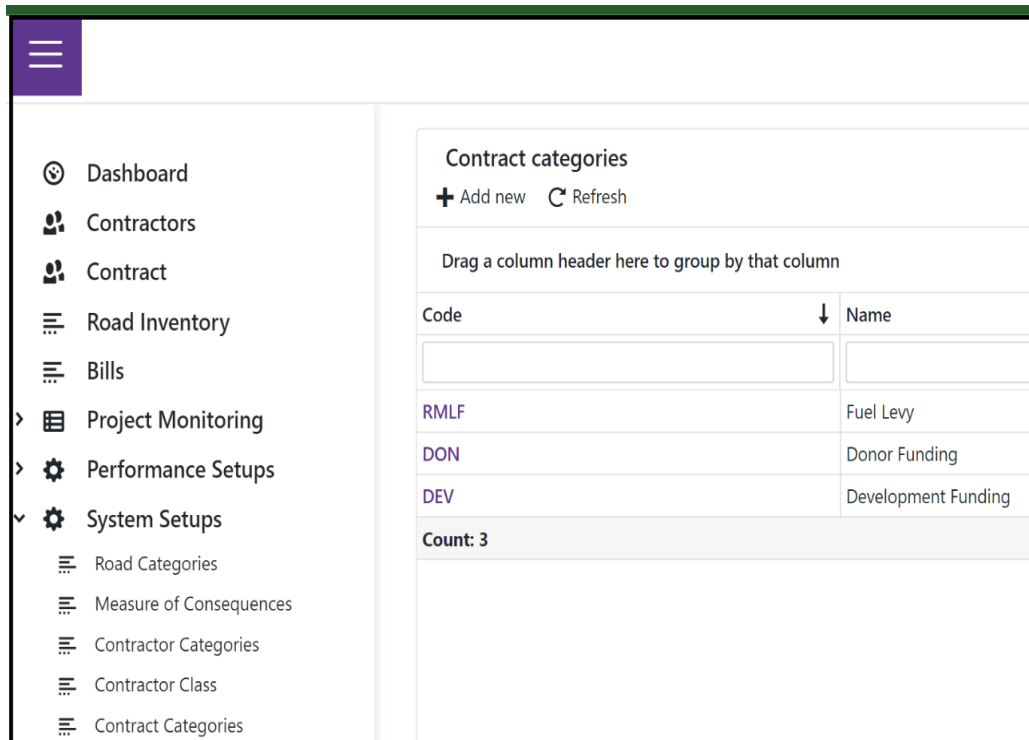 Dashboard
Contractors
Contract
Road Inventory
Bills
Project Monitoring
Performance Setups
System Setups
Road Categories
Measure of Consequences
Contractor Categories
Contractor Class
Contract Categories
Contract categories
Add new Refresh
Drag a column header here to group by that column
Code Name
RMLF Fuel Levy
DON Donor Funding
DEV Development Funding
Count: 3